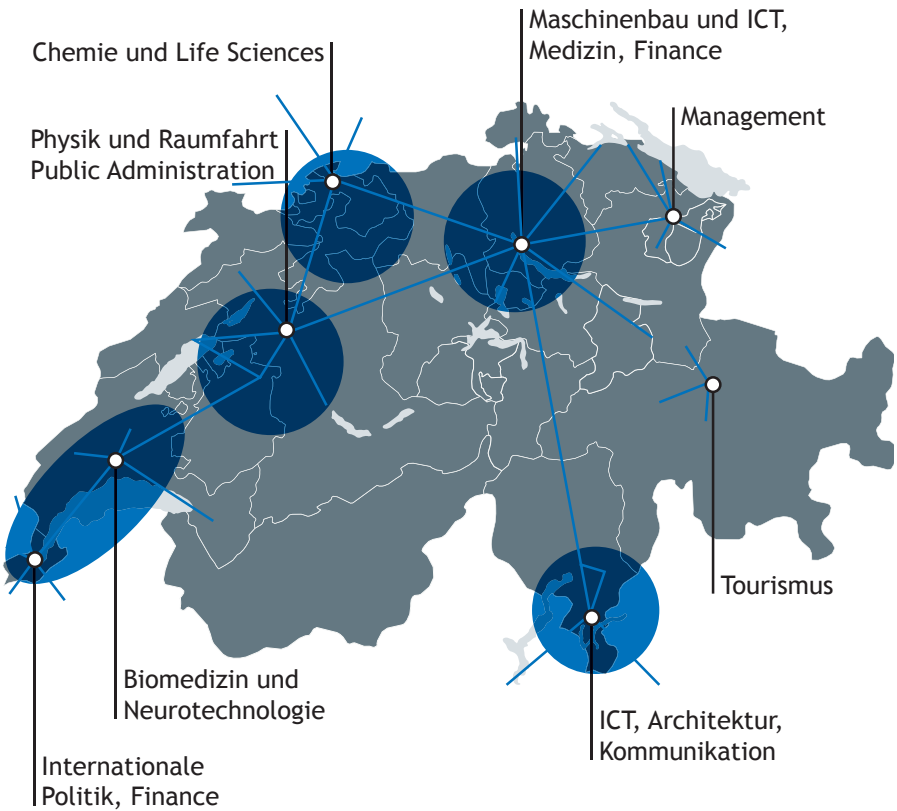 Maschinenbau und ICT,
Medizin, Finance
Chemie und Life Sciences
Management
Physik und Raumfahrt
Public Administration
Tourismus
Biomedizin und
Neurotechnologie
ICT, Architektur,
Kommunikation
Internationale
Politik, Finance